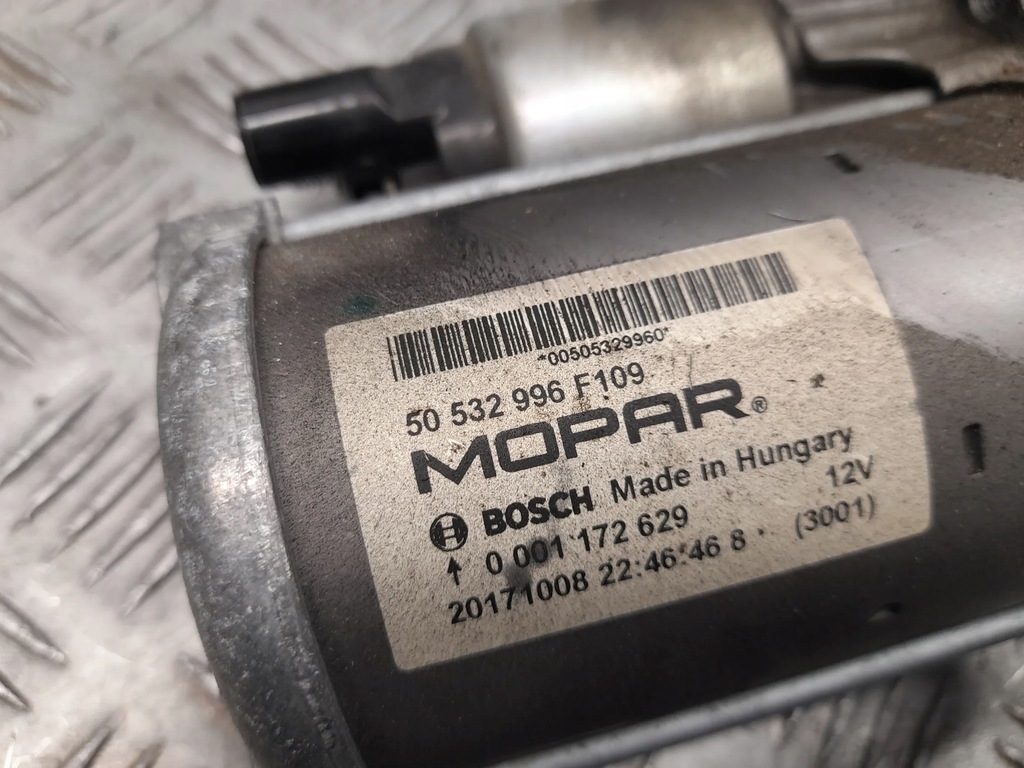 *00505329960*
50 532 996 F109
MOPAR®
BOSCH Made in Hungary
0 001 172 629 12V
20171008 22:46:46 8 (3001)